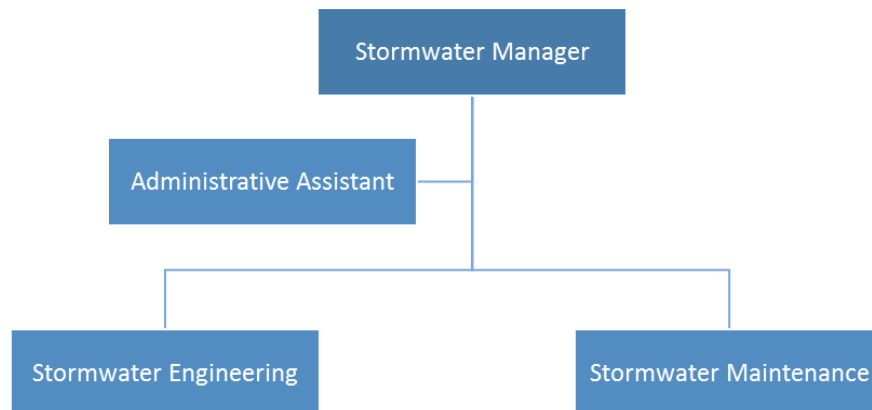 Stormwater Manager
Administrative Assistant
Stormwater Engineering
Stormwater Maintenance